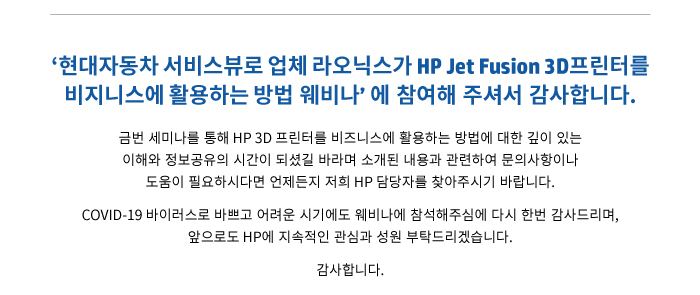 ‘현대자동차 서비스뷰로 업체 라오닉스가 HP Jet Fusion 3D프린터를
비지니스에 활용하는 방법 웨비나’ 에 참여해 주셔서 감사합니다.
금번 세미나를 통해 HP 3D 프린터를 비즈니스에 활용하는 방법에 대한 깊이 있는
이해와 정보공유의 시간이 되셨길 바라며 소개된 내용과 관련하여 문의사항이나
도움이 필요하시다면 언제든지 저희 HP 담당자를 찾아주시기 바랍니다.
COVID-19 바이러스로 바쁘고 어려운 시기에도 웨비나에 참석해주심에 다시 한번 감사드리며,
앞으로도 HP에 지속적인 관심과 성원 부탁드리겠습니다.
감사합니다.